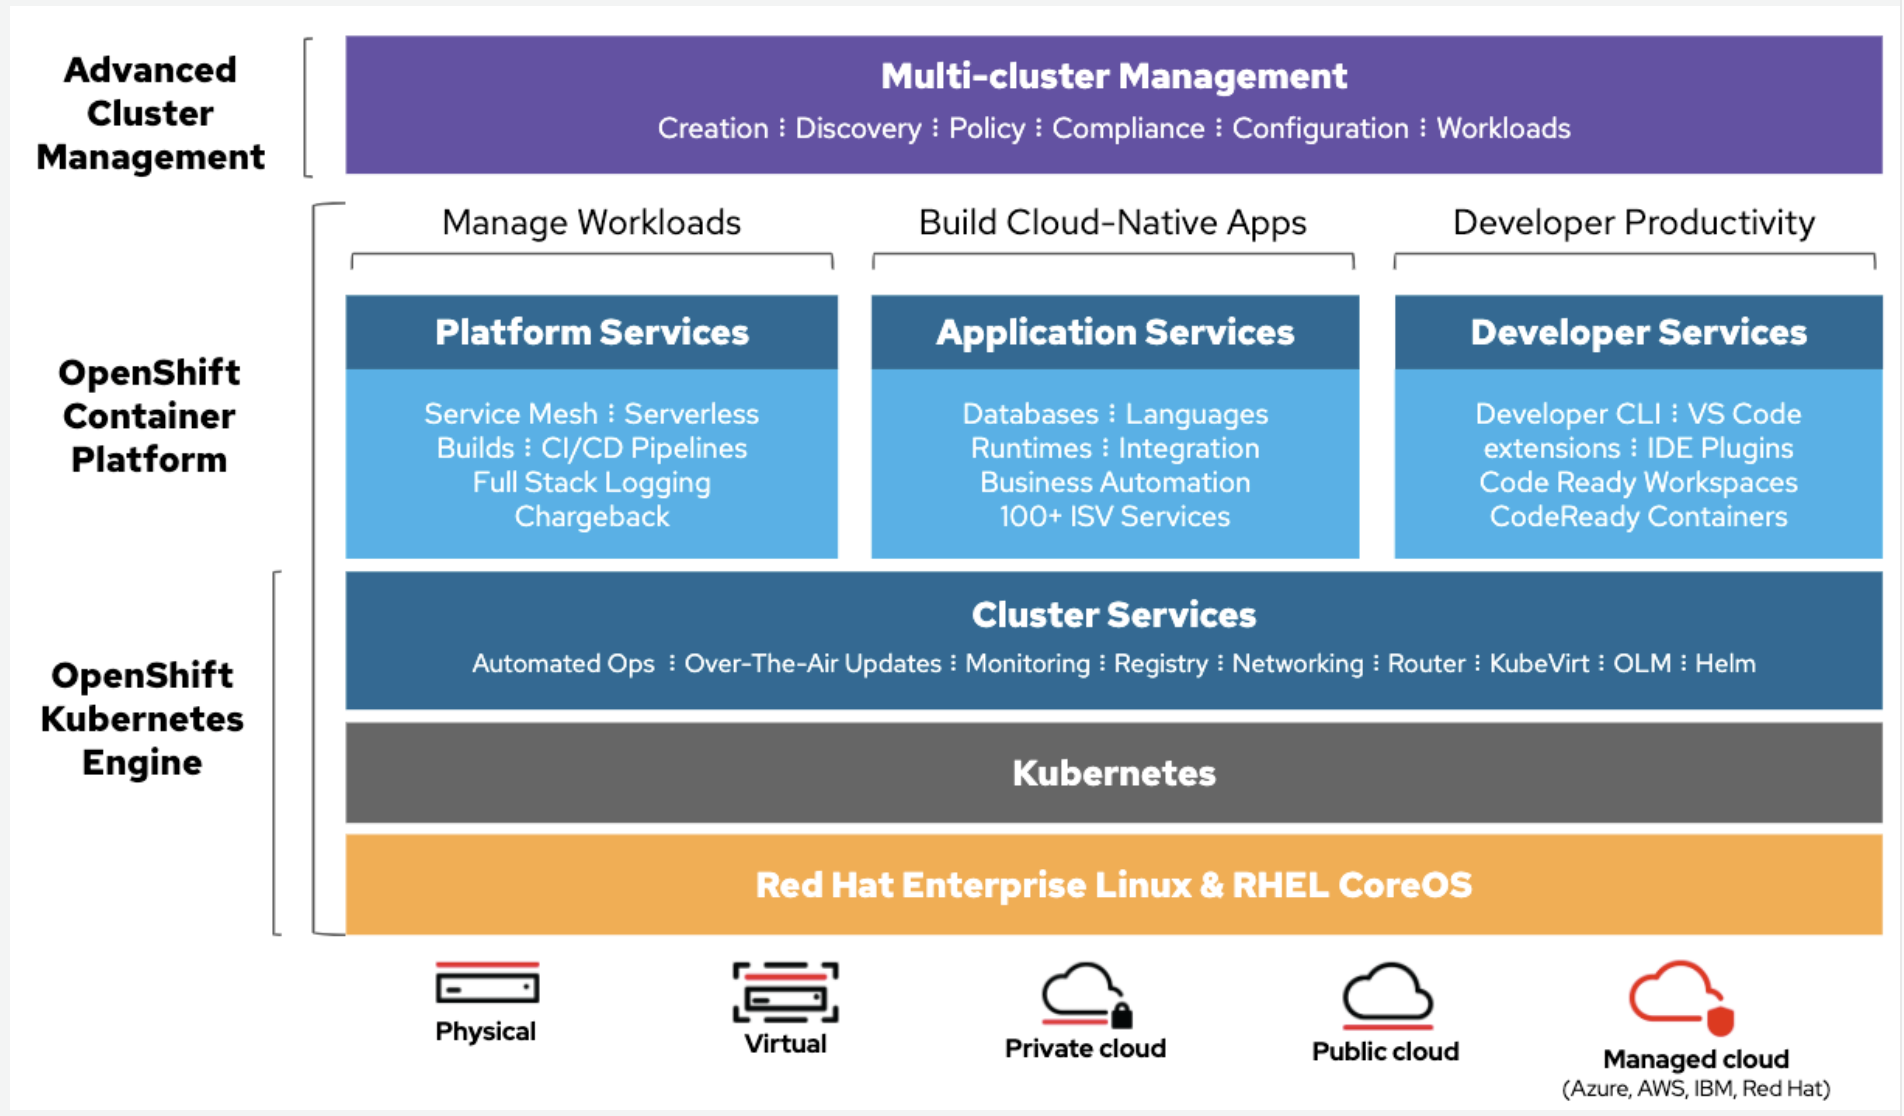 Advanced
Cluster
Management
Multi-cluster Management
Creation ⋮ Discovery ⋮ Policy ⋮ Compliance ⋮ Configuration ⋮ Workloads
Manage Workloads
Build Cloud-Native Apps
Developer Productivity
OpenShift
Container
Platform
Platform Services
Service Mesh ⋮ Serverless
Builds ⋮ CI/CD Pipelines
Full Stack Logging
Chargeback
Application Services
Databases ⋮ Languages
Runtimes ⋮ Integration
Business Automation
100+ ISV Services
Developer Services
Developer CLI ⋮ VS Code
extensions ⋮ IDE Plugins
Code Ready Workspaces
CodeReady Containers
OpenShift
Kubernetes
Engine
Cluster Services
Automated Ops ⋮ Over-The-Air Updates ⋮ Monitoring ⋮ Registry ⋮ Networking ⋮ Router ⋮ KubeVirt ⋮ OLM ⋮ Helm
Kubernetes
Red Hat Enterprise Linux & RHEL CoreOS
Physical
Virtual
Private cloud
Public cloud
Managed cloud
(Azure, AWS, IBM, Red Hat)